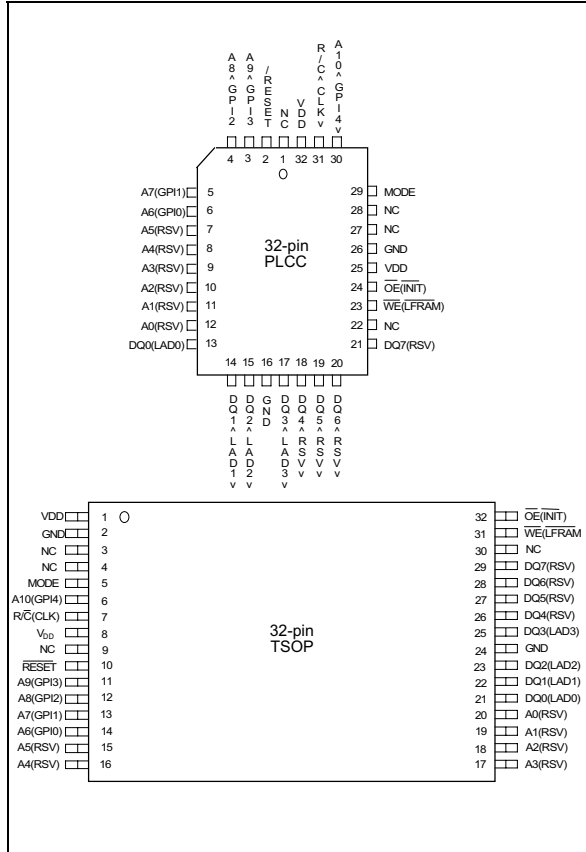 A8^GPI2
A9^GPI3
/RESET
NC
VDD
R/C^CLKv
A10^GPI4v
4 3 2 1 32 31 30
A7(GPI1) 5
A6(GPI0) 6
A5(RSV) 7
A4(RSV) 8
A3(RSV) 9
A2(RSV) 10
A1(RSV) 11
A0(RSV) 12
DQ0(LAD0) 13
32-pin
PLCC
29 MODE
28 NC
27 NC
26 GND
25 VDD
24 OE(INIT)
23 WE(LFRAM)
22 NC
21 DQ7(RSV)
14 15 16 17 18 19 20
DQ1^LAD1v
DQ2^LAD2v
GND
DQ3^LAD3v
DQ4^RSVv
DQ5^RSVv
DQ6^RSVv
VDD 1
GND 2
NC 3
NC 4
MODE 5
A10(GPI4) 6
R/C(CLK) 7
VDD 8
NC 9
RESET 10
A9(GPI3) 11
A8(GPI2) 12
A7(GPI1) 13
A6(GPI0) 14
A5(RSV) 15
A4(RSV) 16
32-pin
TSOP
32 OE(INIT)
31 WE(LFRAM
30 NC
29 DQ7(RSV)
28 DQ6(RSV)
27 DQ5(RSV)
26 DQ4(RSV)
25 DQ3(LAD3)
24 GND
23 DQ2(LAD2)
22 DQ1(LAD1)
21 DQ0(LAD0)
20 A0(RSV)
19 A1(RSV)
18 A2(RSV)
17 A3(RSV)